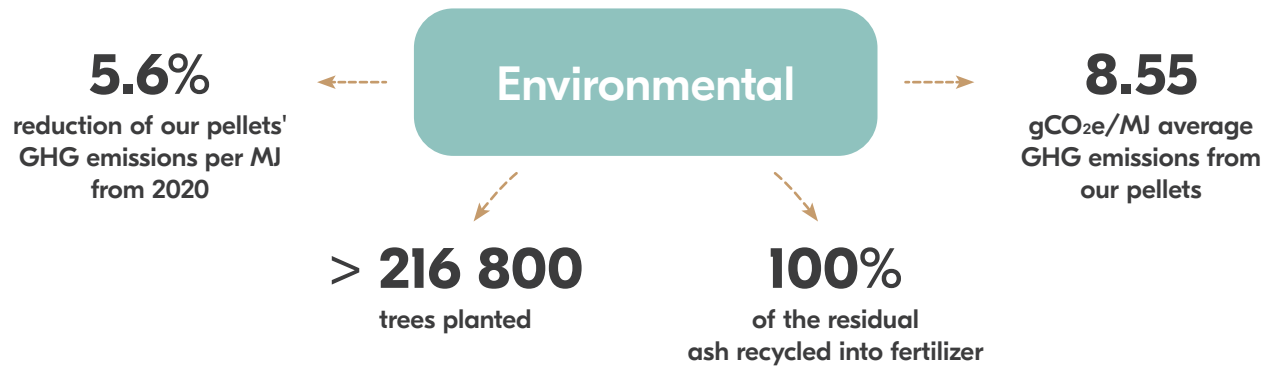 Environmental
5.6%
reduction of our pellets'
GHG emissions per MJ
from 2020
8.55
gCO₂e/MJ average
GHG emissions from
our pellets
> 216 800
trees planted
100%
of the residual
ash recycled into fertilizer